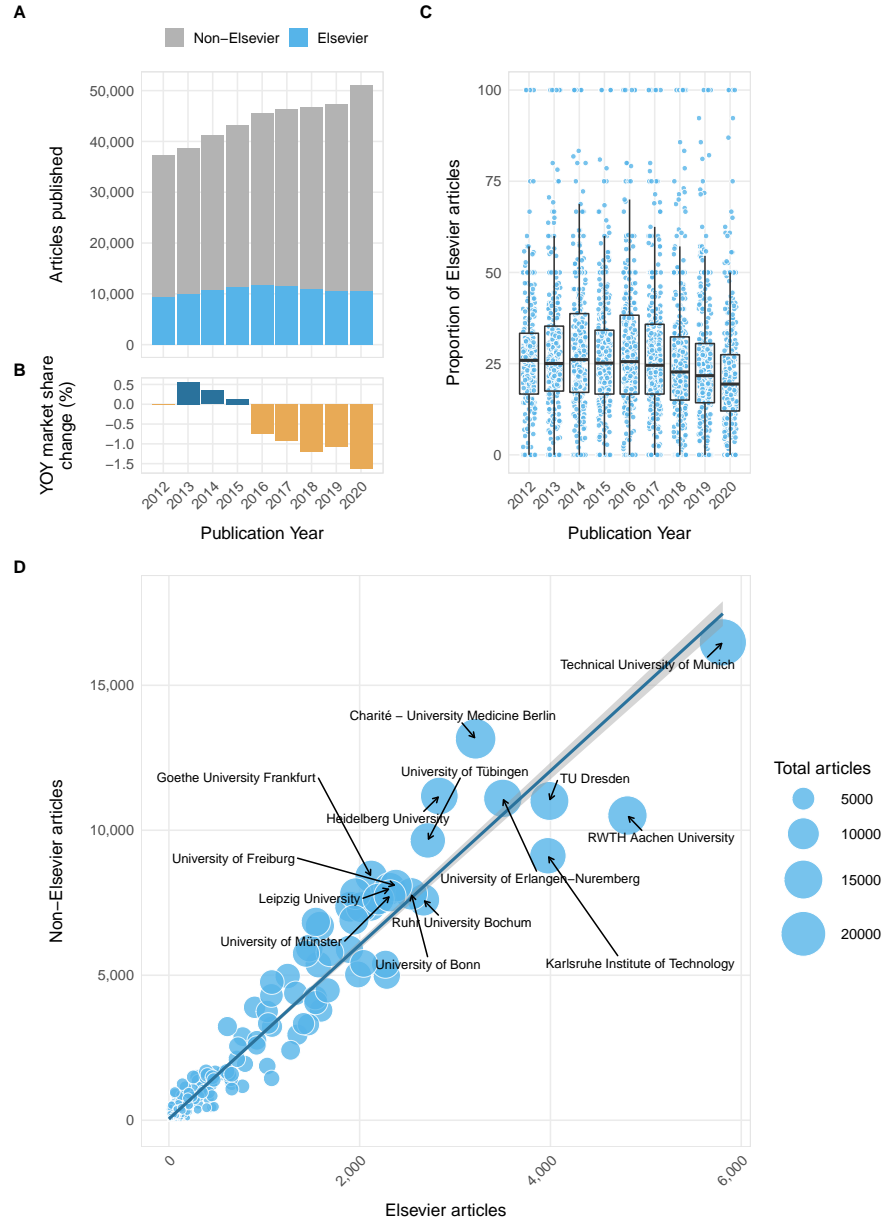 A
Non−Elsevier
Elsevier
50,000
40,000
30,000
20,000
10,000
0
Articles published
B
0.5
0.0
−0.5
−1.0
−1.5
YOY market share
change (%)
2012
2013
2014
2015
2016
2017
2018
2019
2020
Publication Year
C
100
75
50
25
0
Proportion of Elsevier articles
2012
2013
2014
2015
2016
2017
2018
2019
2020
Publication Year
D
15,000
10,000
5,000
0
Non−Elsevier articles
Technical University of Munich
Charité − University Medicine Berlin
University of Tübingen
Goethe University Frankfurt
TU Dresden
Heidelberg University
RWTH Aachen University
University of Freiburg
University of Erlangen−Nuremberg
Leipzig University
Ruhr University Bochum
University of Münster
University of Bonn
Karlsruhe Institute of Technology
0
2,000
4,000
6,000
Elsevier articles
Total articles
5000
10000
15000
20000